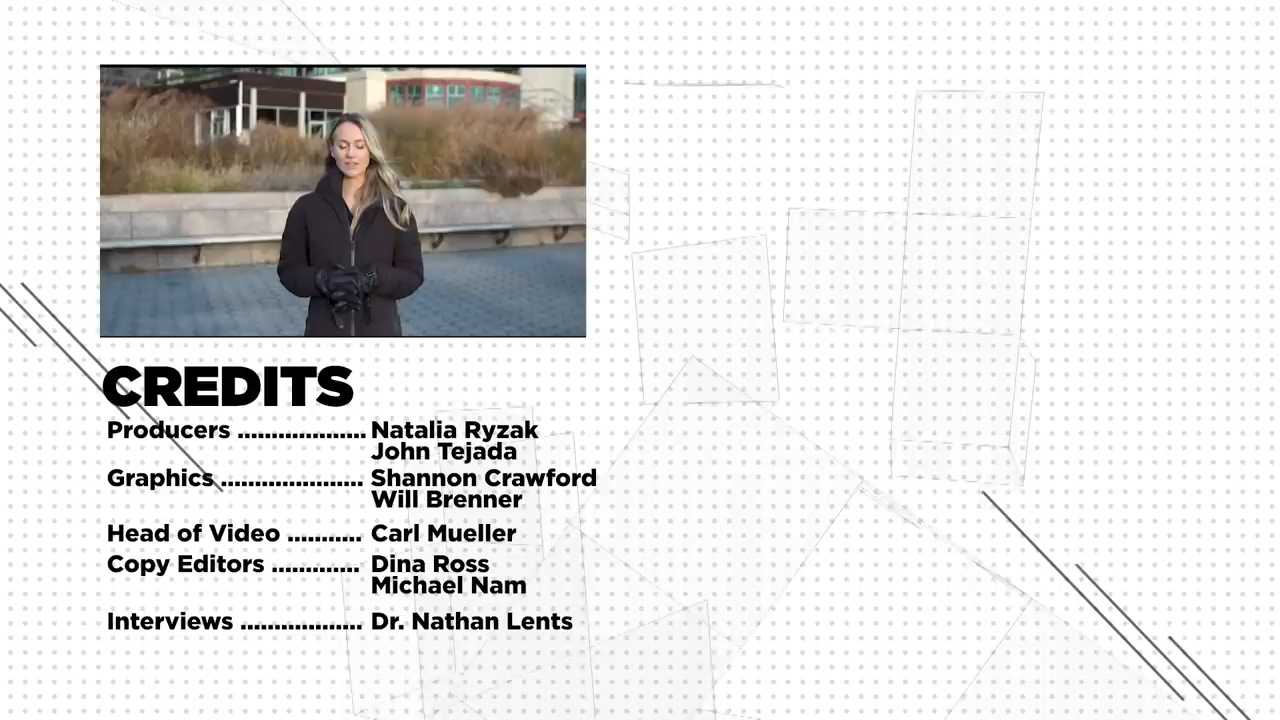 CREDITS
Producers ................... Natalia Ryzak
John Tejada
Graphics ..................... Shannon Crawford
Will Brenner
Head of Video ........... Carl Mueller
Copy Editors ............. Dina Ross
Michael Nam
Interviews .................. Dr. Nathan Lents